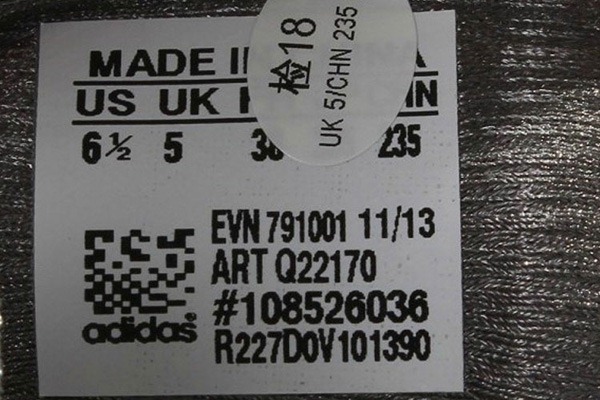 MADE I
US UK
6½ 5 38 235
检18
UK 5/CHN 235
EVN 791001 11/13
ART Q22170
#108526036
R227D0V101390
adidas®